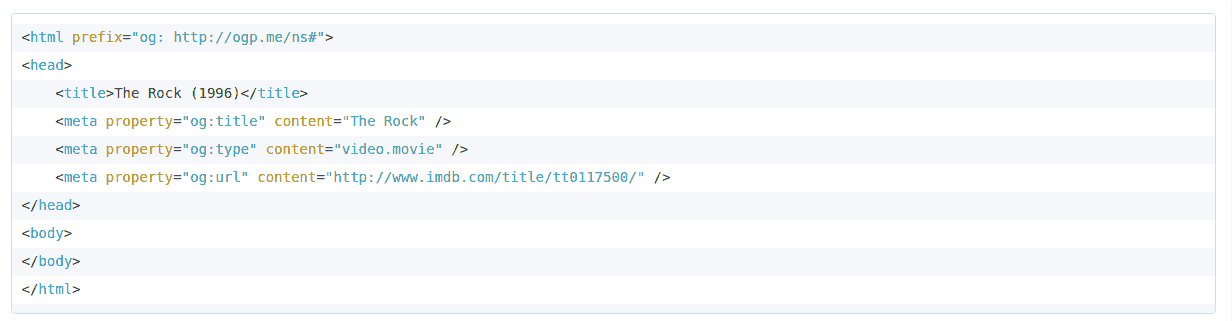 <html prefix="og: http://ogp.me/ns#">
<head>
    <title>The Rock (1996)</title>
    <meta property="og:title" content="The Rock" />
    <meta property="og:type" content="video.movie" />
    <meta property="og:url" content="http://www.imdb.com/title/tt0117500/" />
</head>
<body>
</body>
</html>